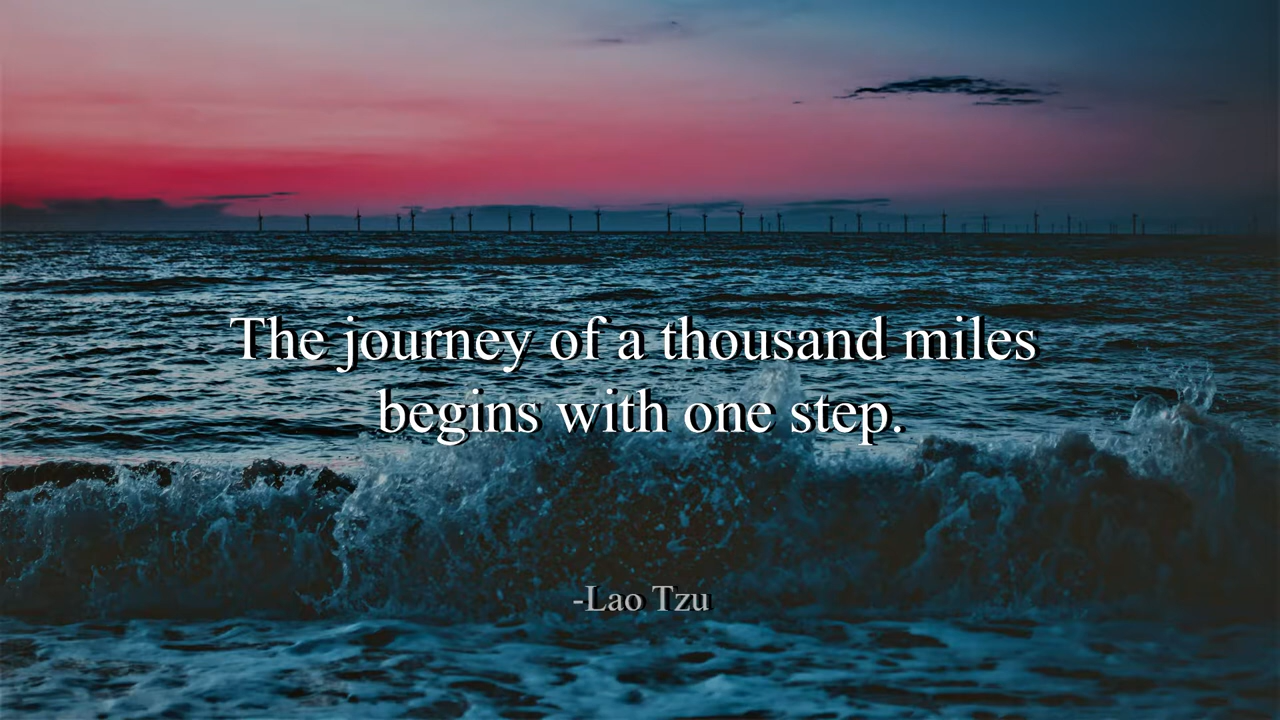 The journey of a thousand miles
begins with one step.
-Lao Tzu